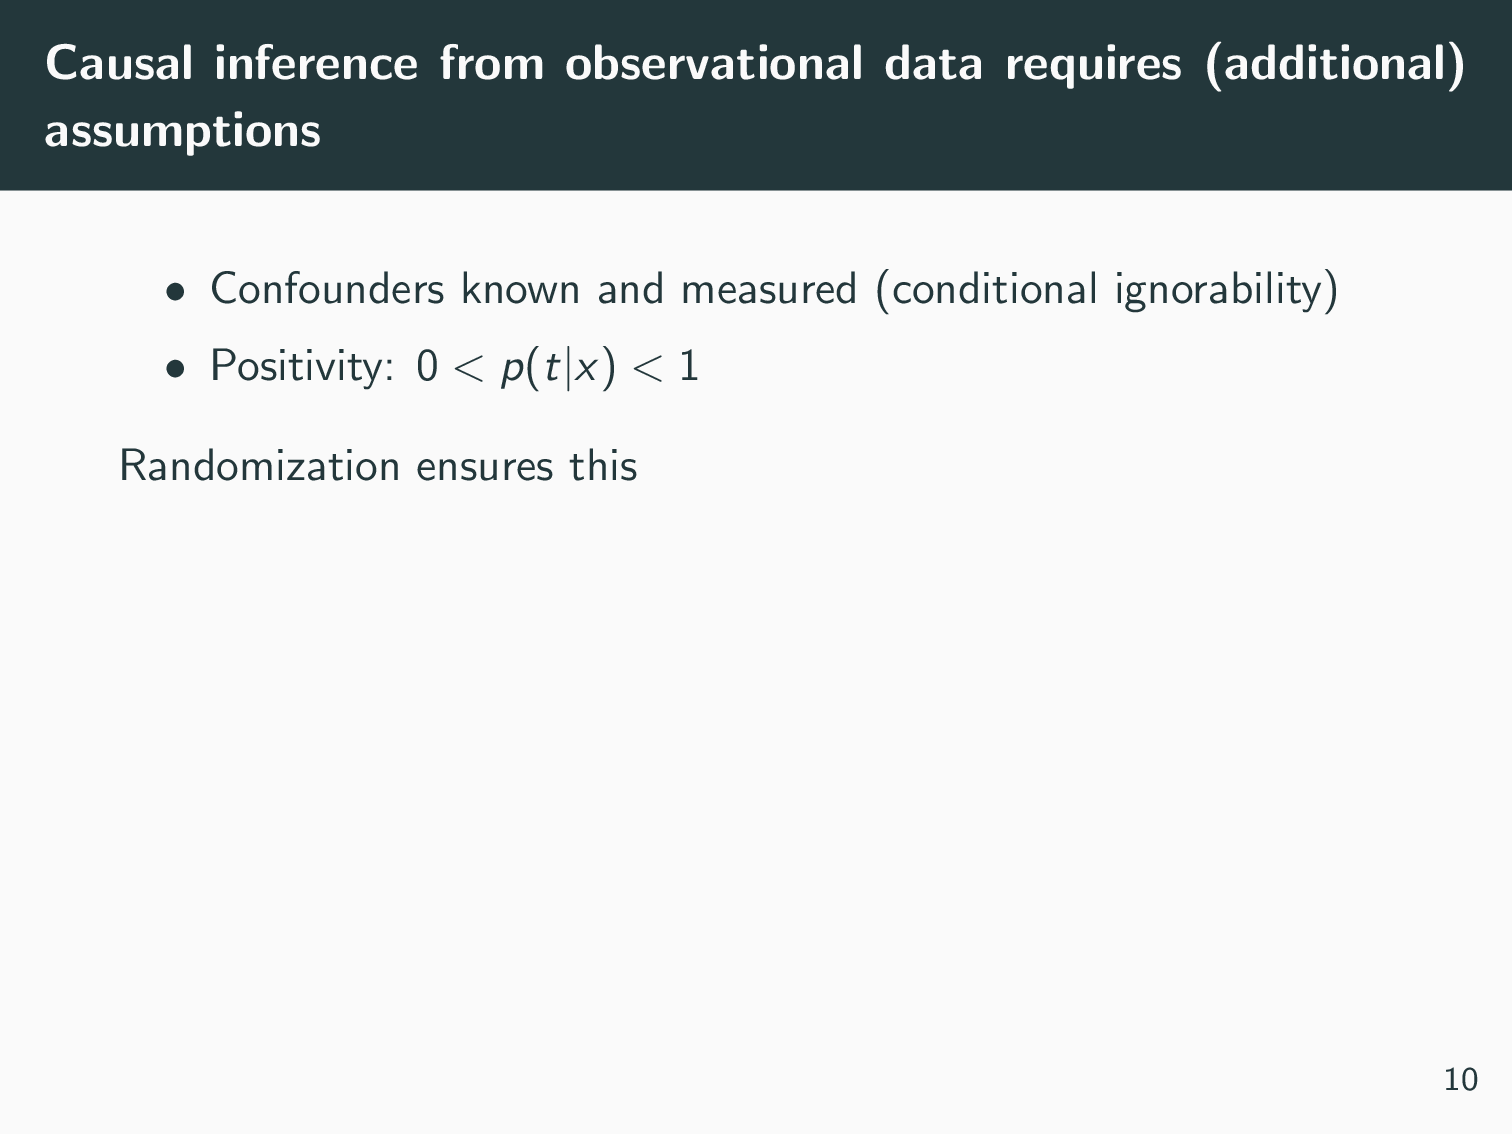 Causal inference from observational data requires (additional)
assumptions
• Confounders known and measured (conditional ignorability)
• Positivity: 0 < p(t|x) < 1
Randomization ensures this
10